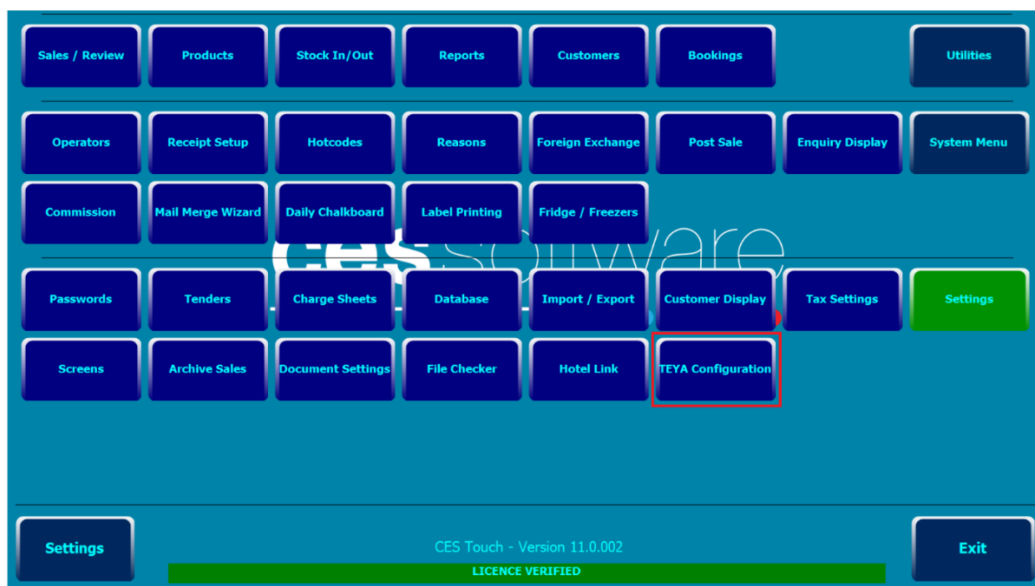 Sales / Review
Products
Stock In/Out
Reports
Customers
Bookings
Utilities
Operators
Receipt Setup
Hotcodes
Reasons
Foreign Exchange
Post Sale
Enquiry Display
System Menu
Commission
Mail Merge Wizard
Daily Chalkboard
Label Printing
Fridge / Freezers
ces software
Passwords
Tenders
Charge Sheets
Database
Import / Export
Customer Display
Tax Settings
Settings
Screens
Archive Sales
Document Settings
File Checker
Hotel Link
TEYA Configuration
Settings
CES Touch - Version 11.0.002
LICENCE VERIFIED
Exit